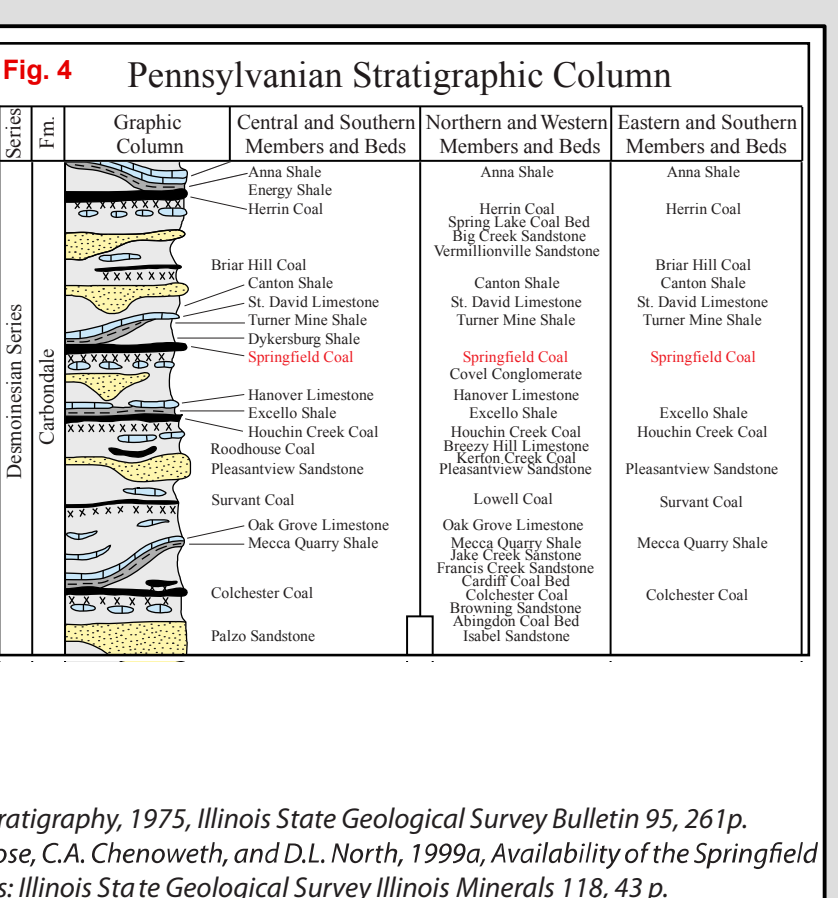 Fig. 4
Pennsylvanian Stratigraphic Column
Series
Fm.
Graphic
Column
Central and Southern
Members and Beds
Northern and Western
Members and Beds
Eastern and Southern
Members and Beds
Desmoinesian Series
Carbondale
Anna Shale
Energy Shale
Herrin Coal
Briar Hill Coal
Canton Shale
St. David Limestone
Turner Mine Shale
Dykersburg Shale
Springfield Coal
Hanover Limestone
Excello Shale
Houchin Creek Coal
Roodhouse Coal
Pleasantview Sandstone
Survant Coal
Oak Grove Limestone
Mecca Quarry Shale
Colchester Coal
Palzo Sandstone
Anna Shale
Herrin Coal
Spring Lake Coal Bed
Big Creek Sandstone
Vermillionville Sandstone
Canton Shale
St. David Limestone
Turner Mine Shale
Springfield Coal
Covel Conglomerate
Hanover Limestone
Excello Shale
Houchin Creek Coal
Breezy Hill Limestone
Kerton Creek Coal
Pleasantview Sandstone
Lowell Coal
Oak Grove Limestone
Mecca Quarry Shale
Jake Creek Sanstone
Francis Creek Sandstone
Cardiff Coal Bed
Colchester Coal
Browning Sandstone
Abingdon Coal Bed
Isabel Sandstone
Anna Shale
Herrin Coal
Briar Hill Coal
Canton Shale
St. David Limestone
Turner Mine Shale
Springfield Coal
Excello Shale
Houchin Creek Coal
Pleasantview Sandstone
Survant Coal
Mecca Quarry Shale
Colchester Coal
ratigraphy, 1975, Illinois State Geological Survey Bulletin 95, 261p.
ose, C.A. Chenoweth, and D.L. North, 1999a, Availability of the Springfield
s: Illinois State Geological Survey Illinois Minerals 118, 43 p.